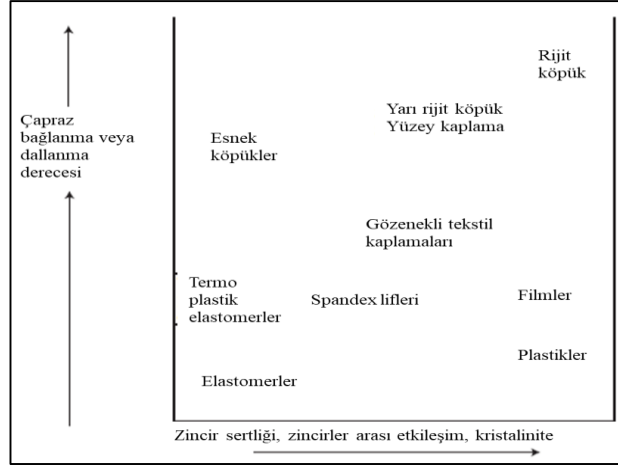 Rijit
köpük
Yarı rijit köpük
Yüzey kaplama
Çapraz
bağlanma veya
dallanma
derecesi
Esnek
köpükler
Gözenekli tekstil
kaplamaları
Termo
plastik
elastomerler
Spandex lifleri
Filmler
Plastikler
Elastomerler
Zincir sertliği, zincirler arası etkileşim, kristalinite